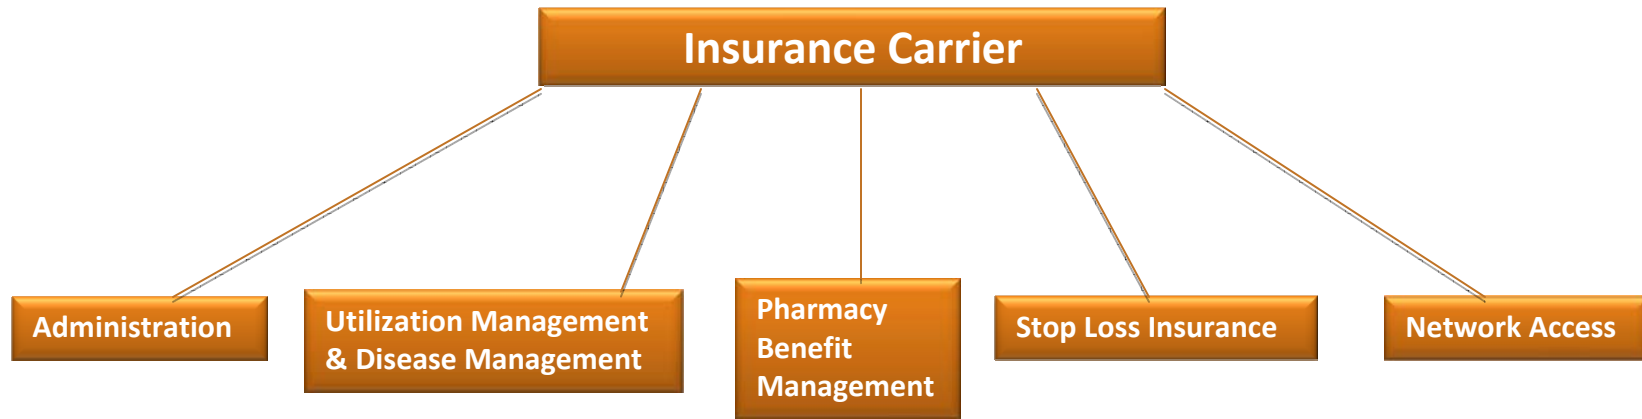 Insurance Carrier
Administration
Utilization Management
& Disease Management
Pharmacy
Benefit
Management
Stop Loss Insurance
Network Access